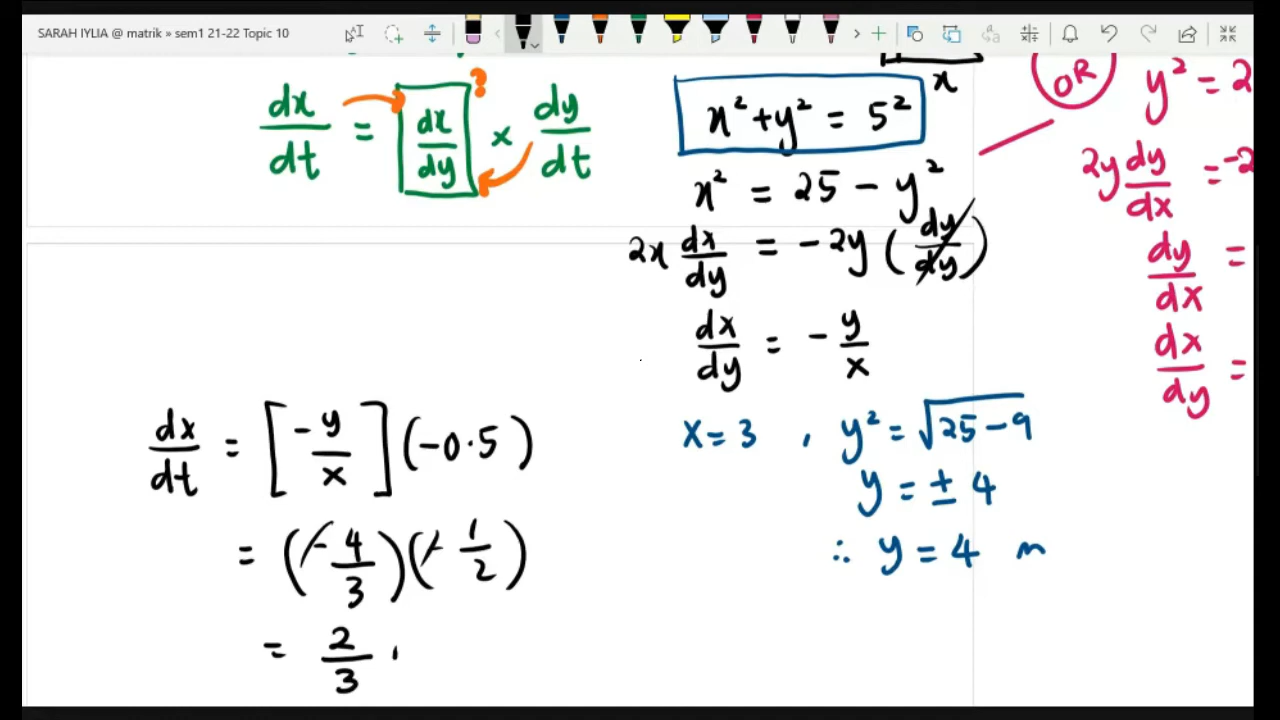 SARAH IYLIA @ matrik » sem1 21-22 Topic 10
dx/dt = [dx/dy] × dy/dt
?
x
x² + y² = 5²
x² = 25 - y²
2x dx/dy = -2y (dy/dy)
dx/dy = - y/x
x = 3 , y² = √25-9
y = ± 4
∴ y = 4 m
dx/dt = [-y/x] (-0.5)
= (-4/3)(-1/2)
= 2/3
OR
y² = 2
2y dy/dx = -2
dy/dx =
dx/dy =